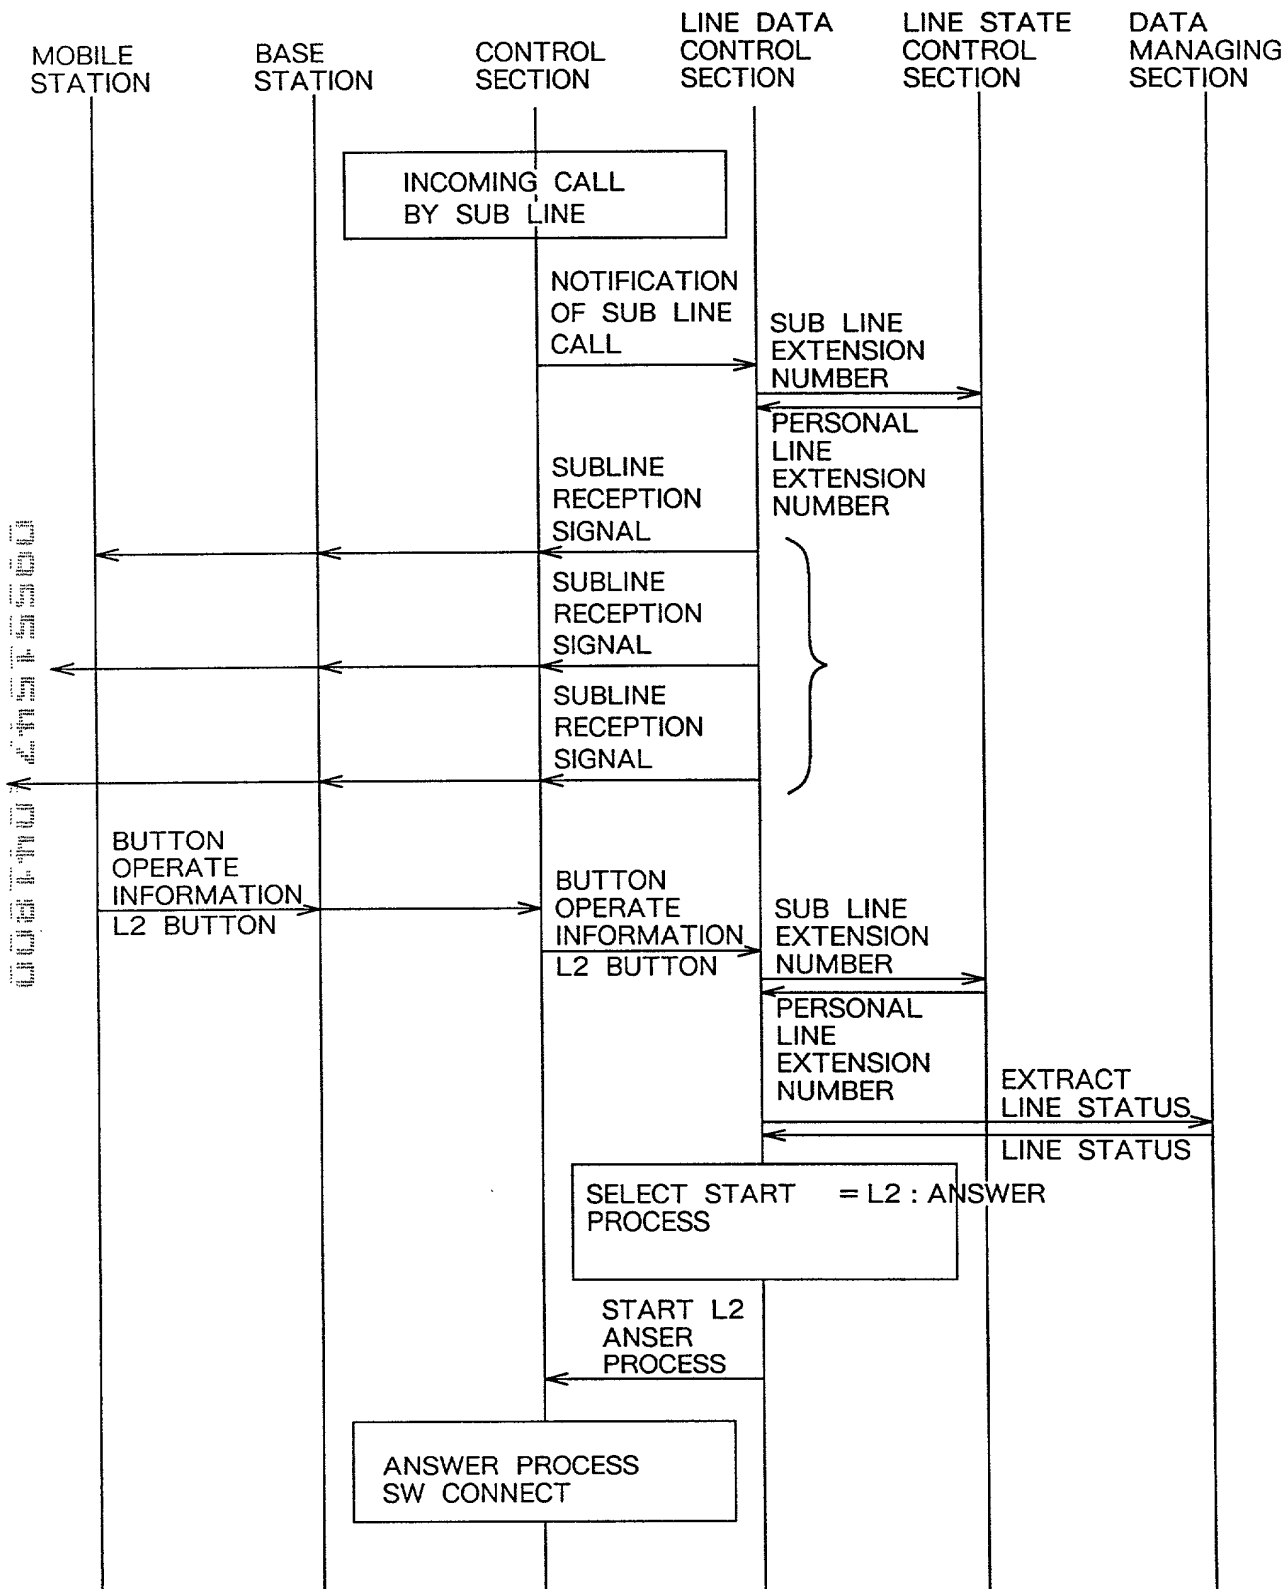 MOBILE
STATION
BASE
STATION
CONTROL
SECTION
LINE DATA
CONTROL
SECTION
LINE STATE
CONTROL
SECTION
DATA
MANAGING
SECTION
INCOMING CALL
BY SUB LINE
NOTIFICATION
OF SUB LINE
CALL
SUB LINE
EXTENSION
NUMBER
PERSONAL
LINE
EXTENSION
NUMBER
SUBLINE
RECEPTION
SIGNAL
SUBLINE
RECEPTION
SIGNAL
SUBLINE
RECEPTION
SIGNAL
BUTTON
OPERATE
INFORMATION
L2 BUTTON
BUTTON
OPERATE
INFORMATION
L2 BUTTON
SUB LINE
EXTENSION
NUMBER
PERSONAL
LINE
EXTENSION
NUMBER
EXTRACT
LINE STATUS
LINE STATUS
SELECT START = L2 : ANSWER
PROCESS
START L2
ANSER
PROCESS
ANSWER PROCESS
SW CONNECT